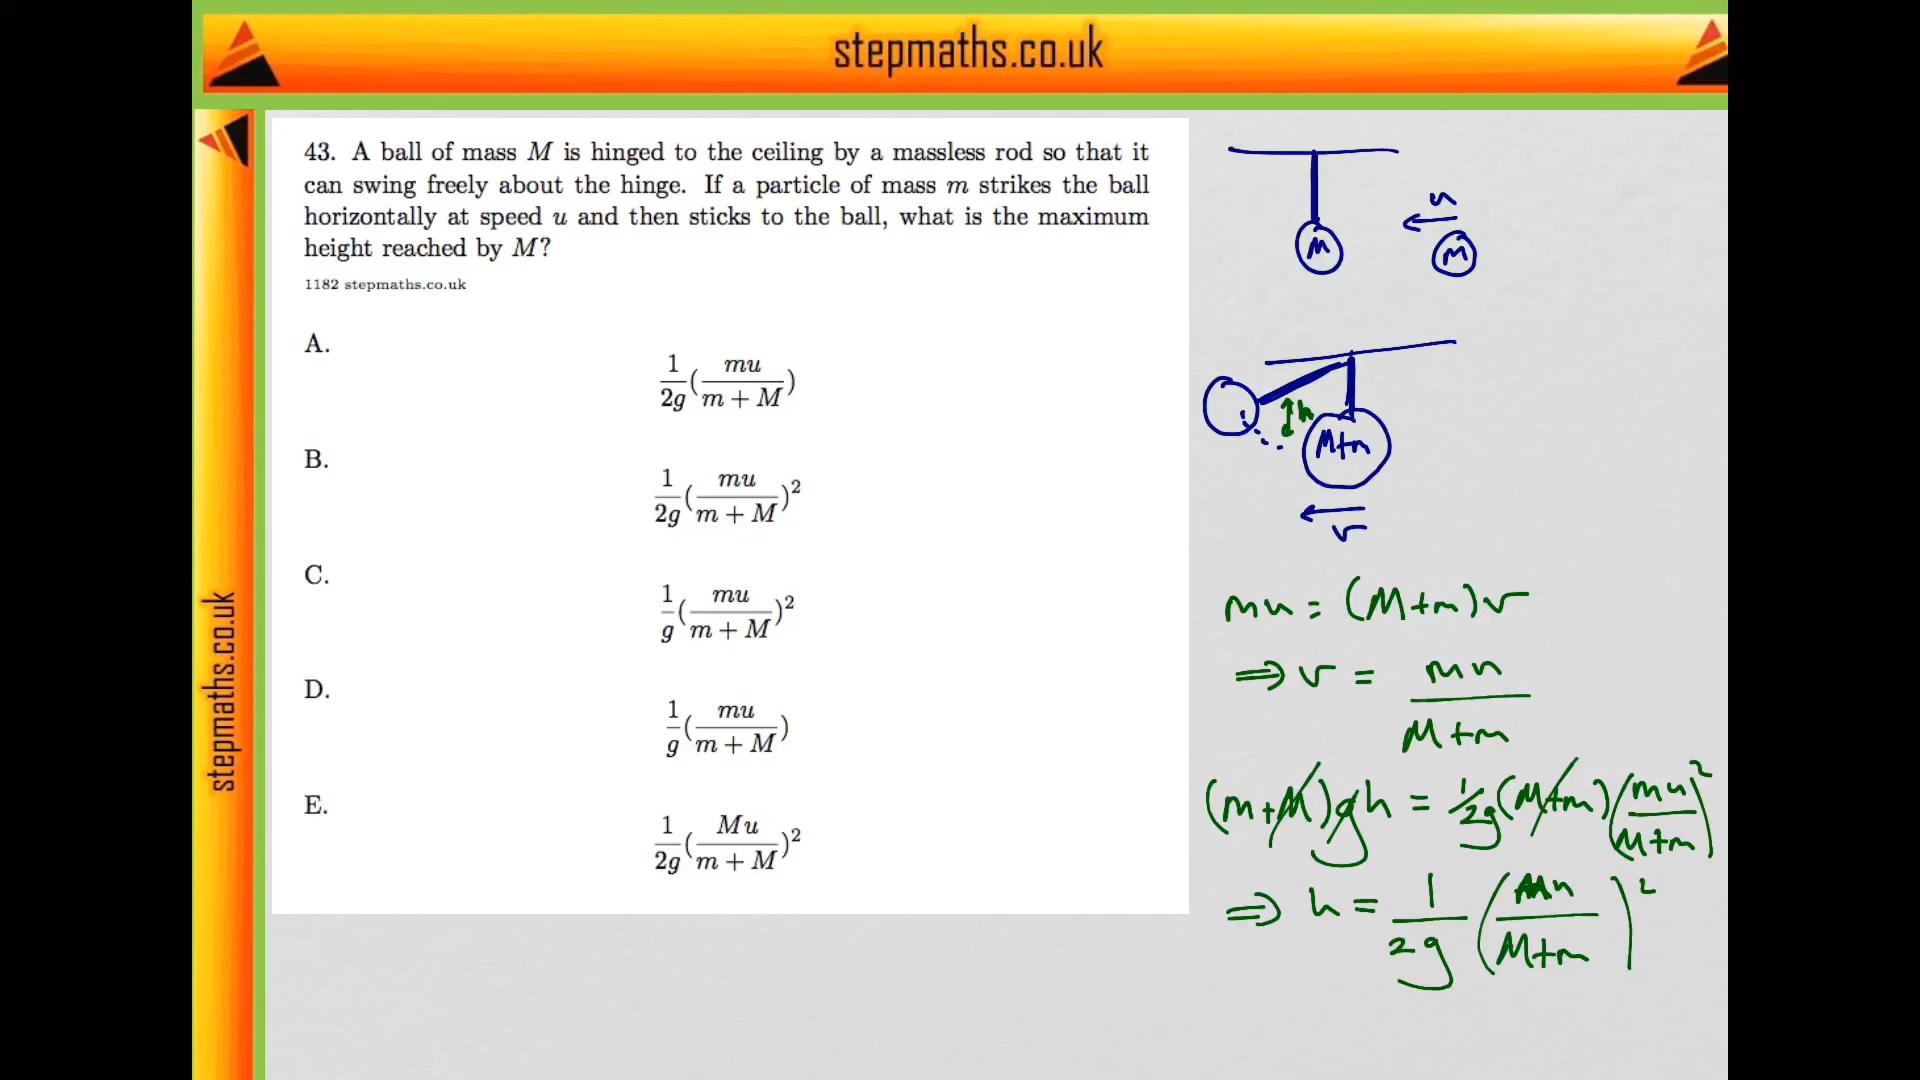 stepmaths.co.uk
stepmaths.co.uk
43. A ball of mass M is hinged to the ceiling by a massless rod so that it
can swing freely about the hinge. If a particle of mass m strikes the ball
horizontally at speed u and then sticks to the ball, what is the maximum
height reached by M?
1182 stepmaths.co.uk
A.
1/2g (mu/m + M)
B.
1/2g (mu/m + M)²
C.
1/g (mu/m + M)²
D.
1/g (mu/m + M)
E.
1/2g (Mu/m + M)²
u
M
m
h
M+m
v
mu = (M+m)v
⇒ v = mu/M+m
(m+M)gh = 1/2g (M+m) (mu/M+m)²
⇒ h = 1/2g (mu/M+m)²